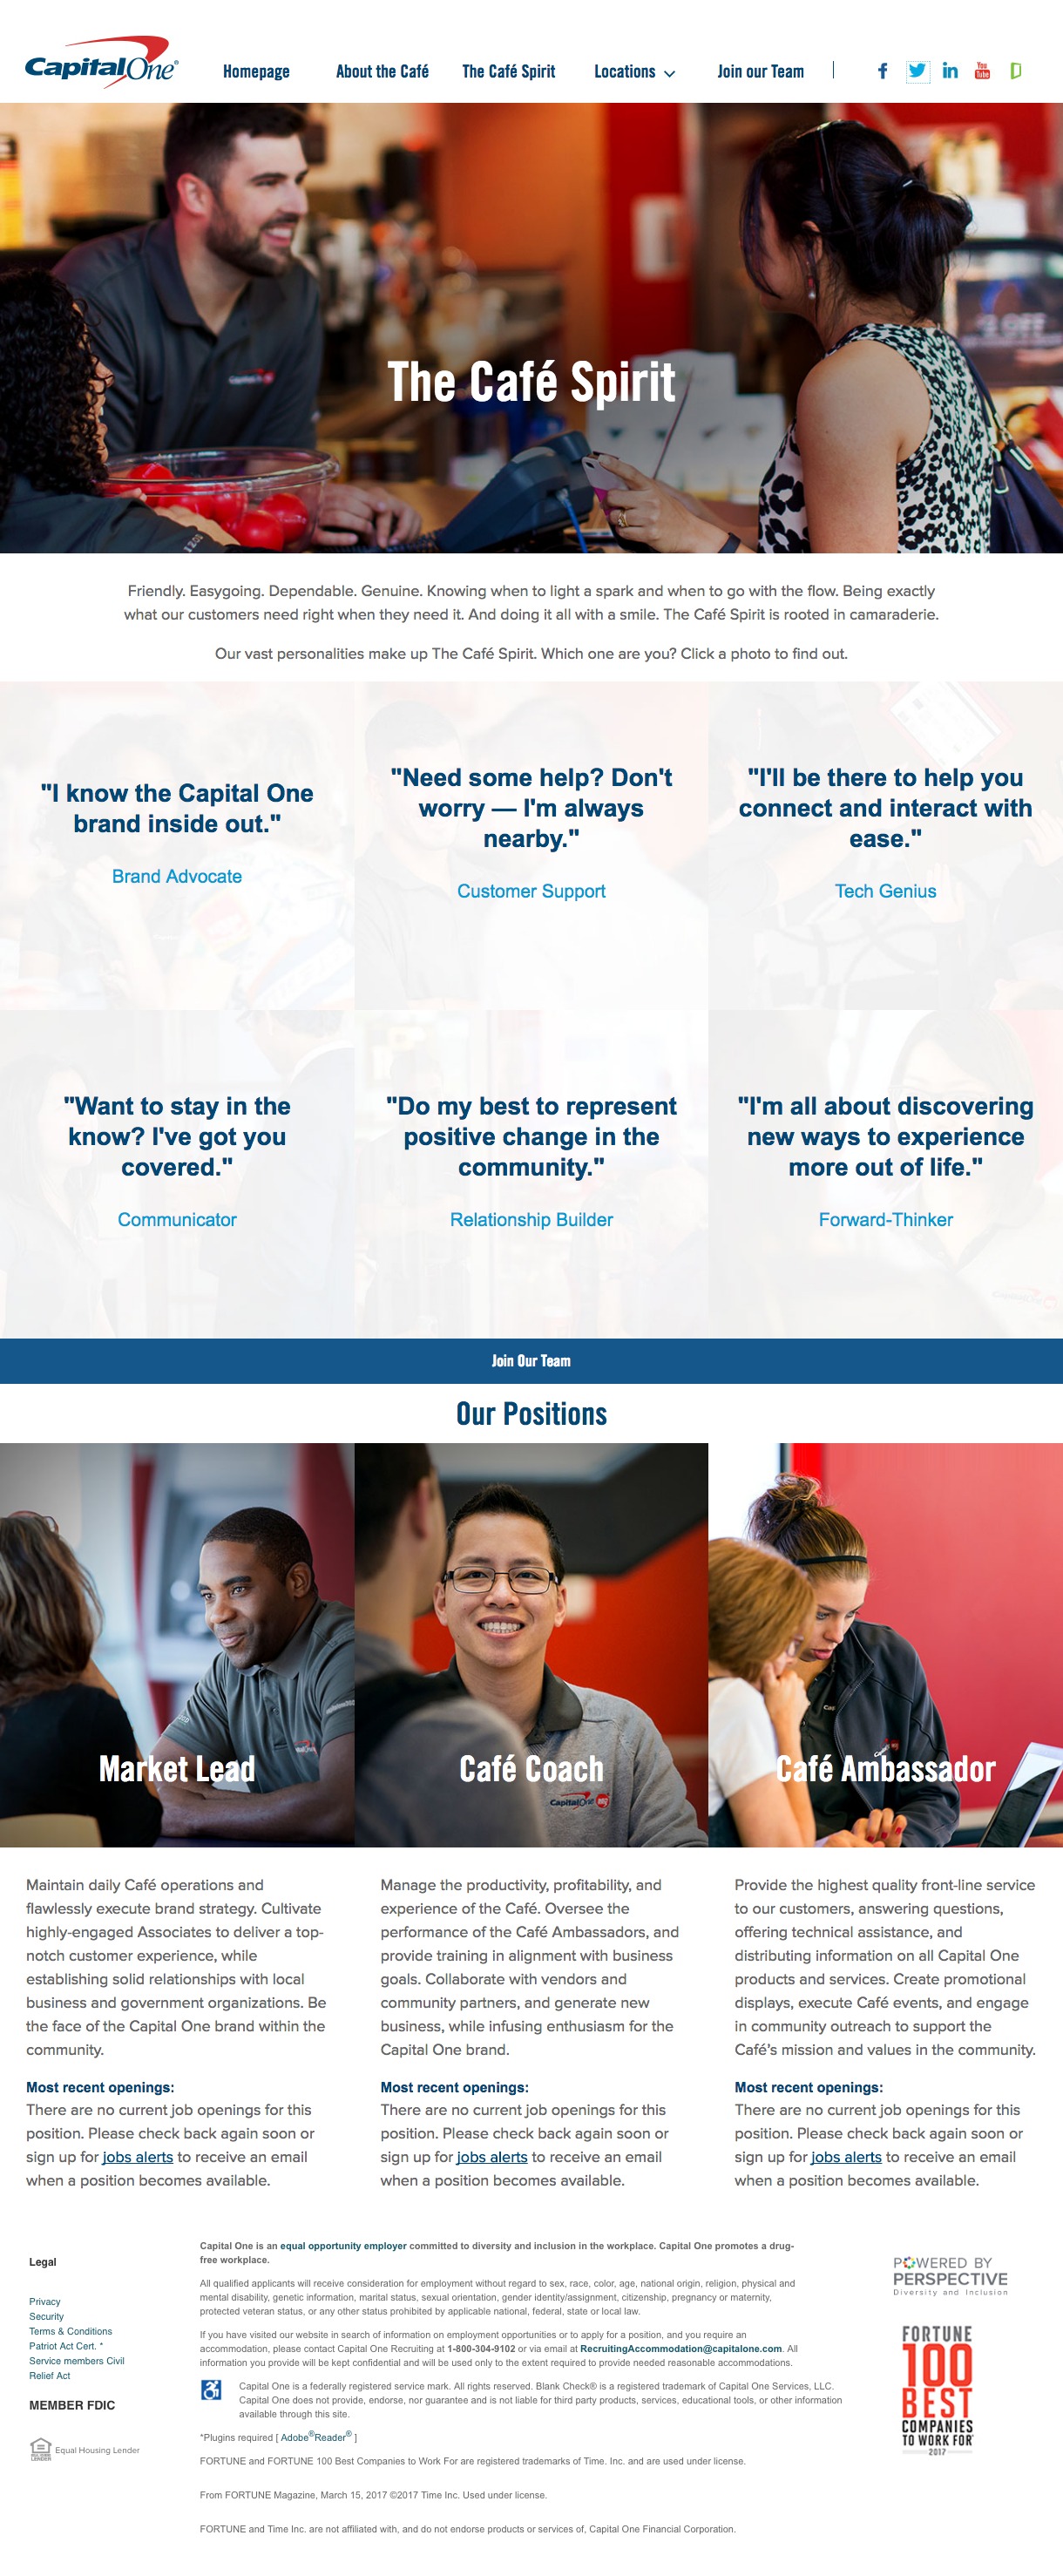 CapitalOne®
Homepage
About the Café
The Café Spirit
Locations
Join our Team
f
in
You Tube
The Café Spirit
Friendly. Easygoing. Dependable. Genuine. Knowing when to light a spark and when to go with the flow. Being exactly
what our customers need right when they need it. And doing it all with a smile. The Café Spirit is rooted in camaraderie.
Our vast personalities make up The Café Spirit. Which one are you? Click a photo to find out.
"I know the Capital One
brand inside out."
Brand Advocate
"Need some help? Don't
worry — I'm always
nearby."
Customer Support
"I'll be there to help you
connect and interact with
ease."
Tech Genius
"Want to stay in the
know? I've got you
covered."
Communicator
"Do my best to represent
positive change in the
community."
Relationship Builder
"I'm all about discovering
new ways to experience
more out of life."
Forward-Thinker
Join Our Team
Our Positions
Market Lead
Café Coach
CapitalOne
Café Ambassador
Maintain daily Café operations and
flawlessly execute brand strategy. Cultivate
highly-engaged Associates to deliver a top-
notch customer experience, while
establishing solid relationships with local
business and government organizations. Be
the face of the Capital One brand within the
community.
Most recent openings:
There are no current job openings for this
position. Please check back again soon or
sign up for jobs alerts to receive an email
when a position becomes available.
Manage the productivity, profitability, and
experience of the Café. Oversee the
performance of the Café Ambassadors, and
provide training in alignment with business
goals. Collaborate with vendors and
community partners, and generate new
business, while infusing enthusiasm for the
Capital One brand.
Most recent openings:
There are no current job openings for this
position. Please check back again soon or
sign up for jobs alerts to receive an email
when a position becomes available.
Provide the highest quality front-line service
to our customers, answering questions,
offering technical assistance, and
distributing information on all Capital One
products and services. Create promotional
displays, execute Café events, and engage
in community outreach to support the
Café's mission and values in the community.
Most recent openings:
There are no current job openings for this
position. Please check back again soon or
sign up for jobs alerts to receive an email
when a position becomes available.
Legal
Privacy
Security
Terms & Conditions
Patriot Act Cert. *
Service members Civil
Relief Act
MEMBER FDIC
Equal Housing Lender
Capital One is an equal opportunity employer committed to diversity and inclusion in the workplace. Capital One promotes a drug-
free workplace.
All qualified applicants will receive consideration for employment without regard to sex, race, color, age, national origin, religion, physical and
mental disability, genetic information, marital status, sexual orientation, gender identity/assignment, citizenship, pregnancy or maternity,
protected veteran status, or any other status prohibited by applicable national, federal, state or local law.
If you have visited our website in search of information on employment opportunities or to apply for a position, and you require an
accommodation, please contact Capital One Recruiting at 1-800-304-9102 or via email at RecruitingAccommodation@capitalone.com. All
information you provide will be kept confidential and will be used only to the extent required to provide needed reasonable accommodations.
Capital One is a federally registered service mark. All rights reserved. Blank Check® is a registered trademark of Capital One Services, LLC.
Capital One does not provide, endorse, nor guarantee and is not liable for third party products, services, educational tools, or other information
available through this site.
*Plugins required [ Adobe®Reader® ]
FORTUNE and FORTUNE 100 Best Companies to Work For are registered trademarks of Time. Inc. and are used under license.
From FORTUNE Magazine, March 15, 2017 ©2017 Time Inc. Used under license.
FORTUNE and Time Inc. are not affiliated with, and do not endorse products or services of, Capital One Financial Corporation.
POWERED BY
PERSPECTIVE
Diversity and Inclusion
FORTUNE
100
BEST
COMPANIES
TO WORK FOR
2017